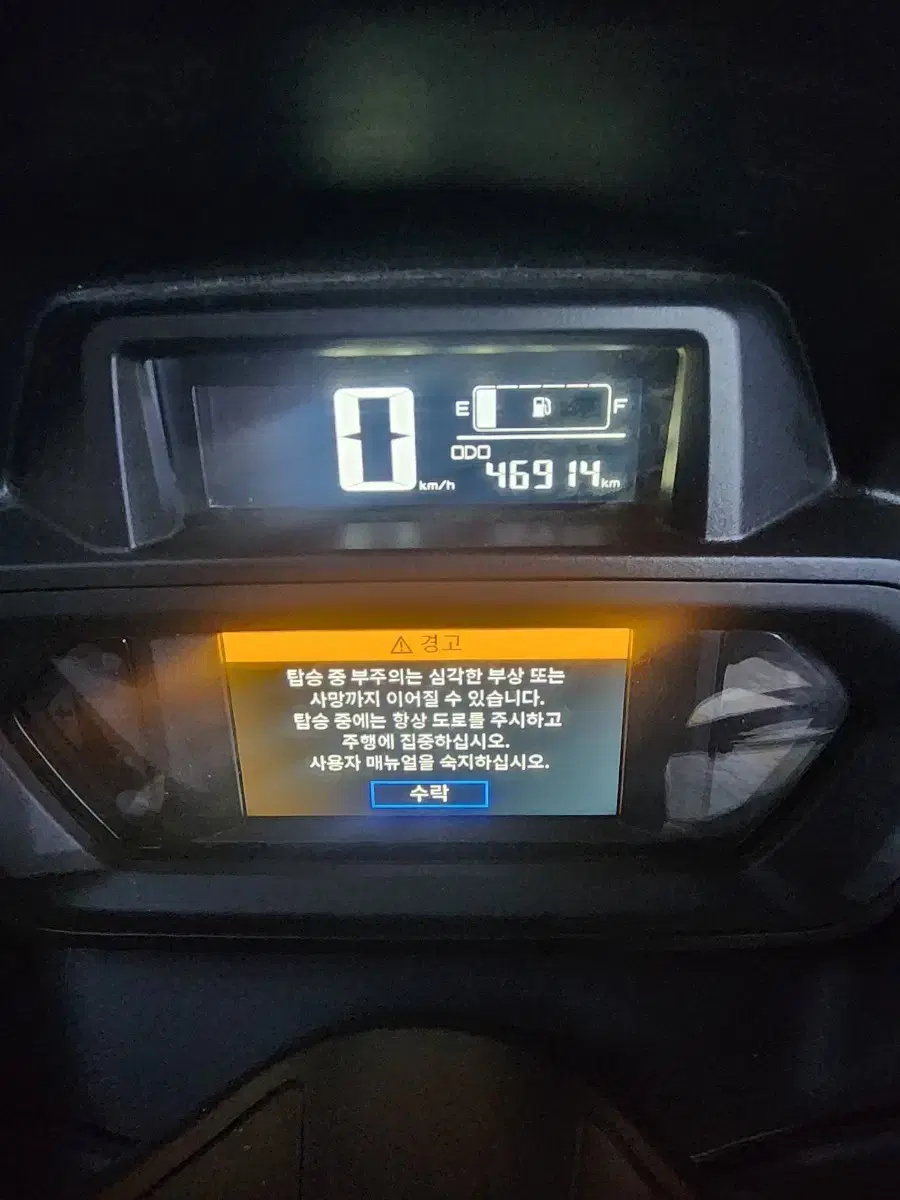 0 km/h
E F
ODO
46914 km
⚠ 경고
탑승 중 부주의는 심각한 부상 또는
사망까지 이어질 수 있습니다.
탑승 중에는 항상 도로를 주시하고
주행에 집중하십시오.
사용자 매뉴얼을 숙지하십시오.
수락